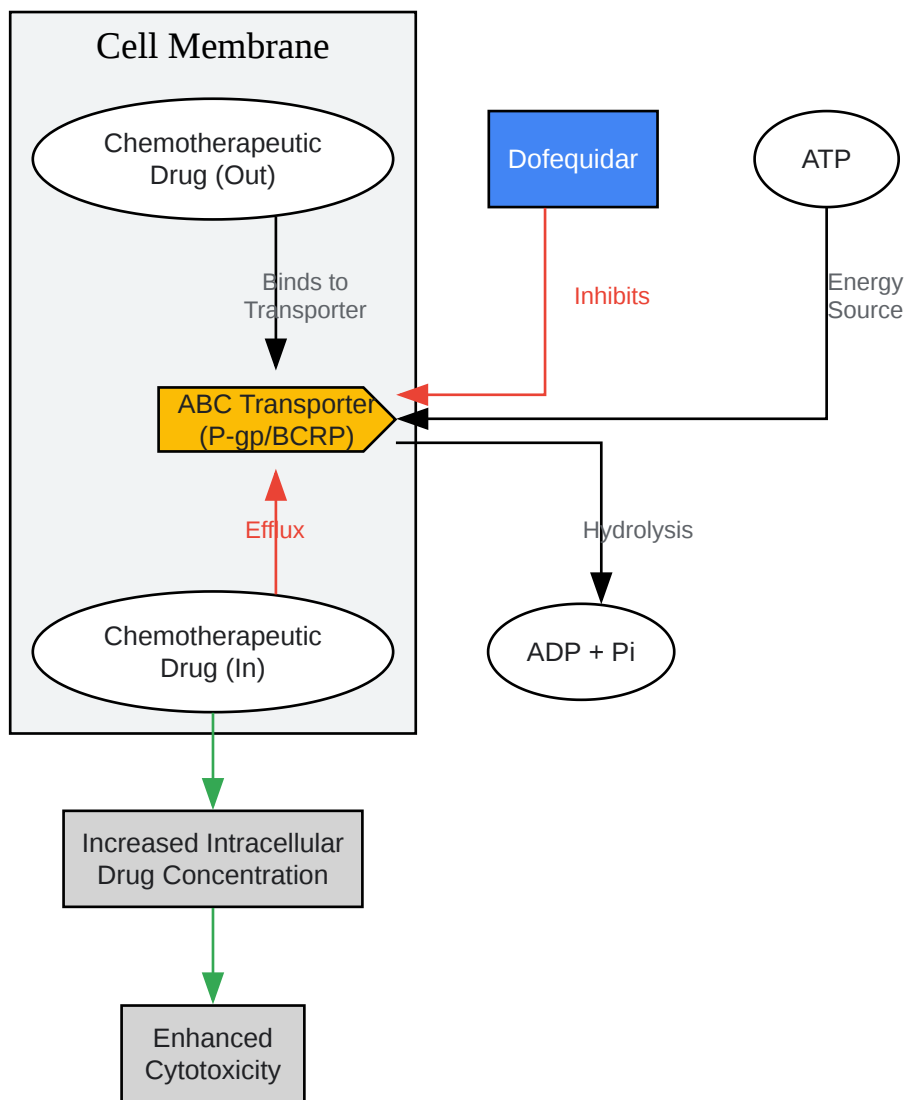 Cell Membrane
Chemotherapeutic
Drug (Out)
Dofequidar
ATP
Binds to
Transporter
Inhibits
Energy
Source
ABC Transporter
(P-gp/BCRP)
Efflux
Hydrolysis
Chemotherapeutic
Drug (In)
ADP + Pi
Increased Intracellular
Drug Concentration
Enhanced
Cytotoxicity